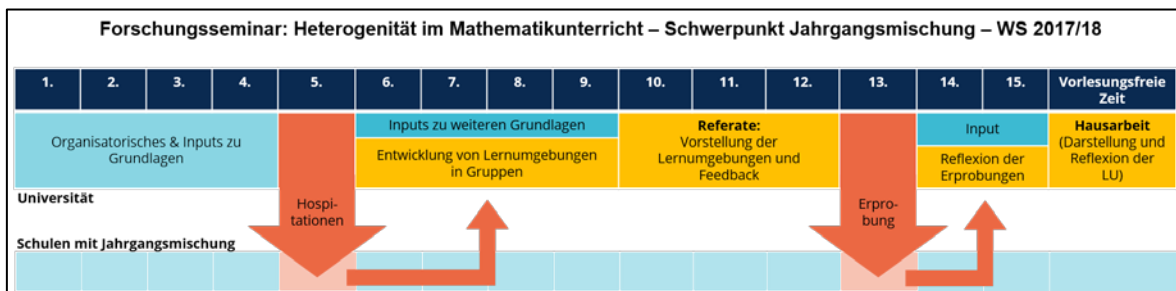 Forschungsseminar: Heterogenität im Mathematikunterricht – Schwerpunkt Jahrgangsmischung – WS 2017/18
1. 2. 3. 4. 5. 6. 7. 8. 9. 10. 11. 12. 13. 14. 15. Vorlesungsfreie
Zeit
Organisatorisches & Inputs zu
Grundlagen
Hospi-
tationen
Inputs zu weiteren Grundlagen
Entwicklung von Lernumgebungen
in Gruppen
Referate:
Vorstellung der
Lernumgebungen und
Feedback
Erpro-
bung
Input
Reflexion der
Erprobungen
Hausarbeit
(Darstellung und
Reflexion der
LU)
Universität
Schulen mit Jahrgangsmischung